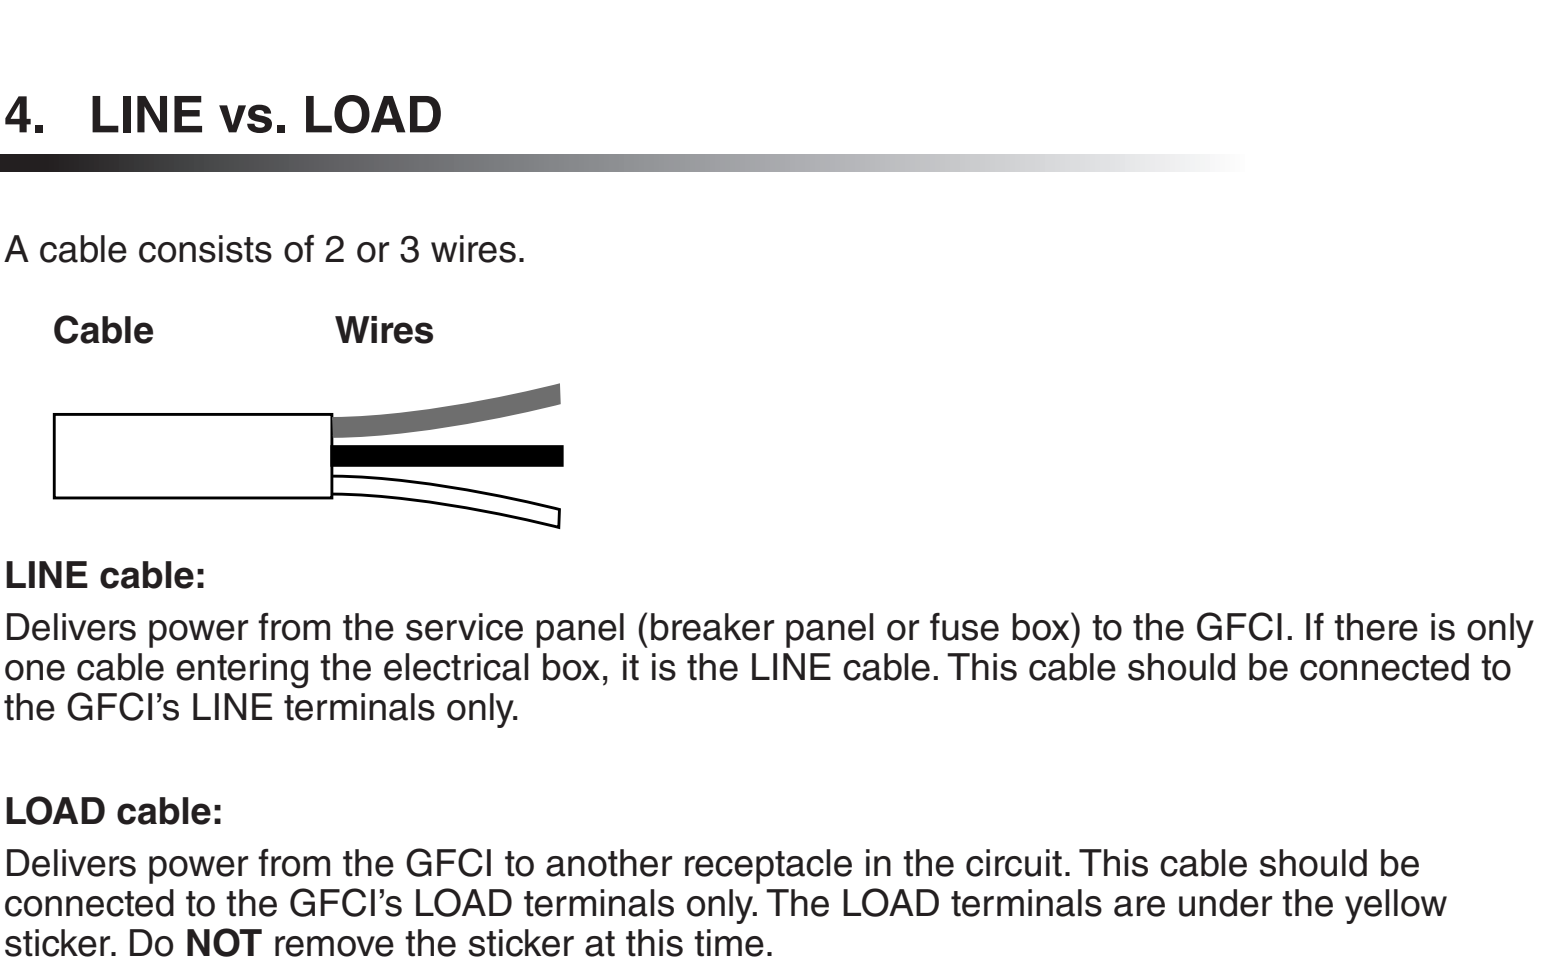 4. LINE vs. LOAD
A cable consists of 2 or 3 wires.
Cable Wires
LINE cable:
Delivers power from the service panel (breaker panel or fuse box) to the GFCI. If there is only
one cable entering the electrical box, it is the LINE cable. This cable should be connected to
the GFCI’s LINE terminals only.
LOAD cable:
Delivers power from the GFCI to another receptacle in the circuit. This cable should be
connected to the GFCI’s LOAD terminals only. The LOAD terminals are under the yellow
sticker. Do NOT remove the sticker at this time.